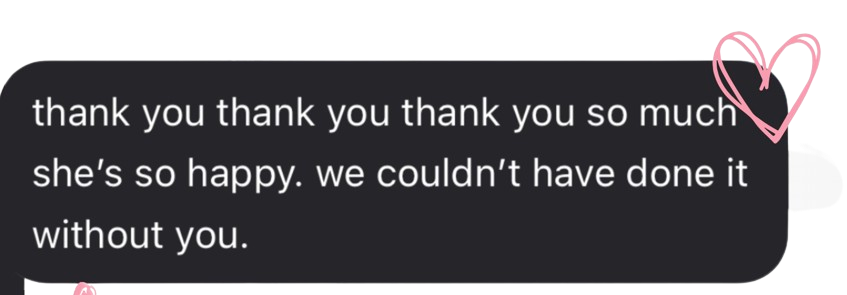 thank you thank you thank you so much
she’s so happy. we couldn’t have done it
without you.